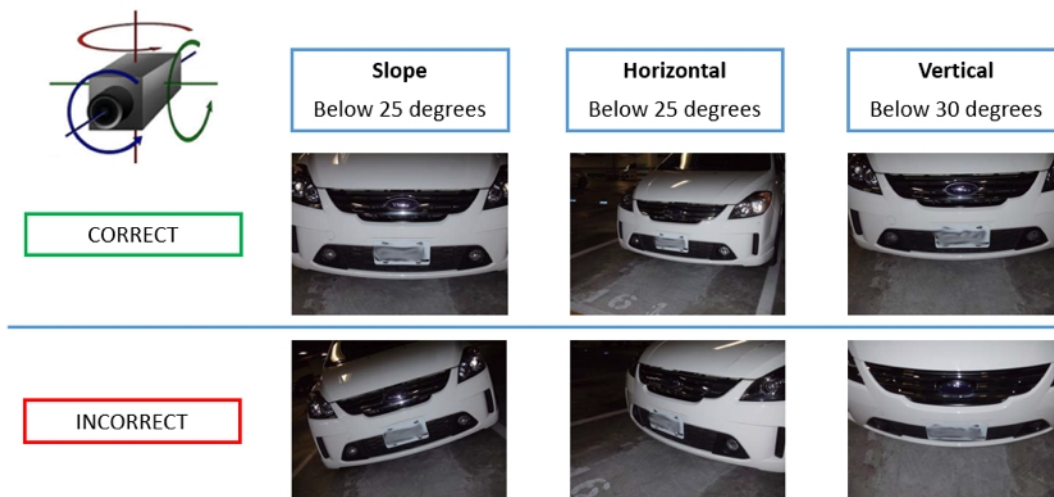 Slope
Below 25 degrees
Horizontal
Below 25 degrees
Vertical
Below 30 degrees
CORRECT
INCORRECT